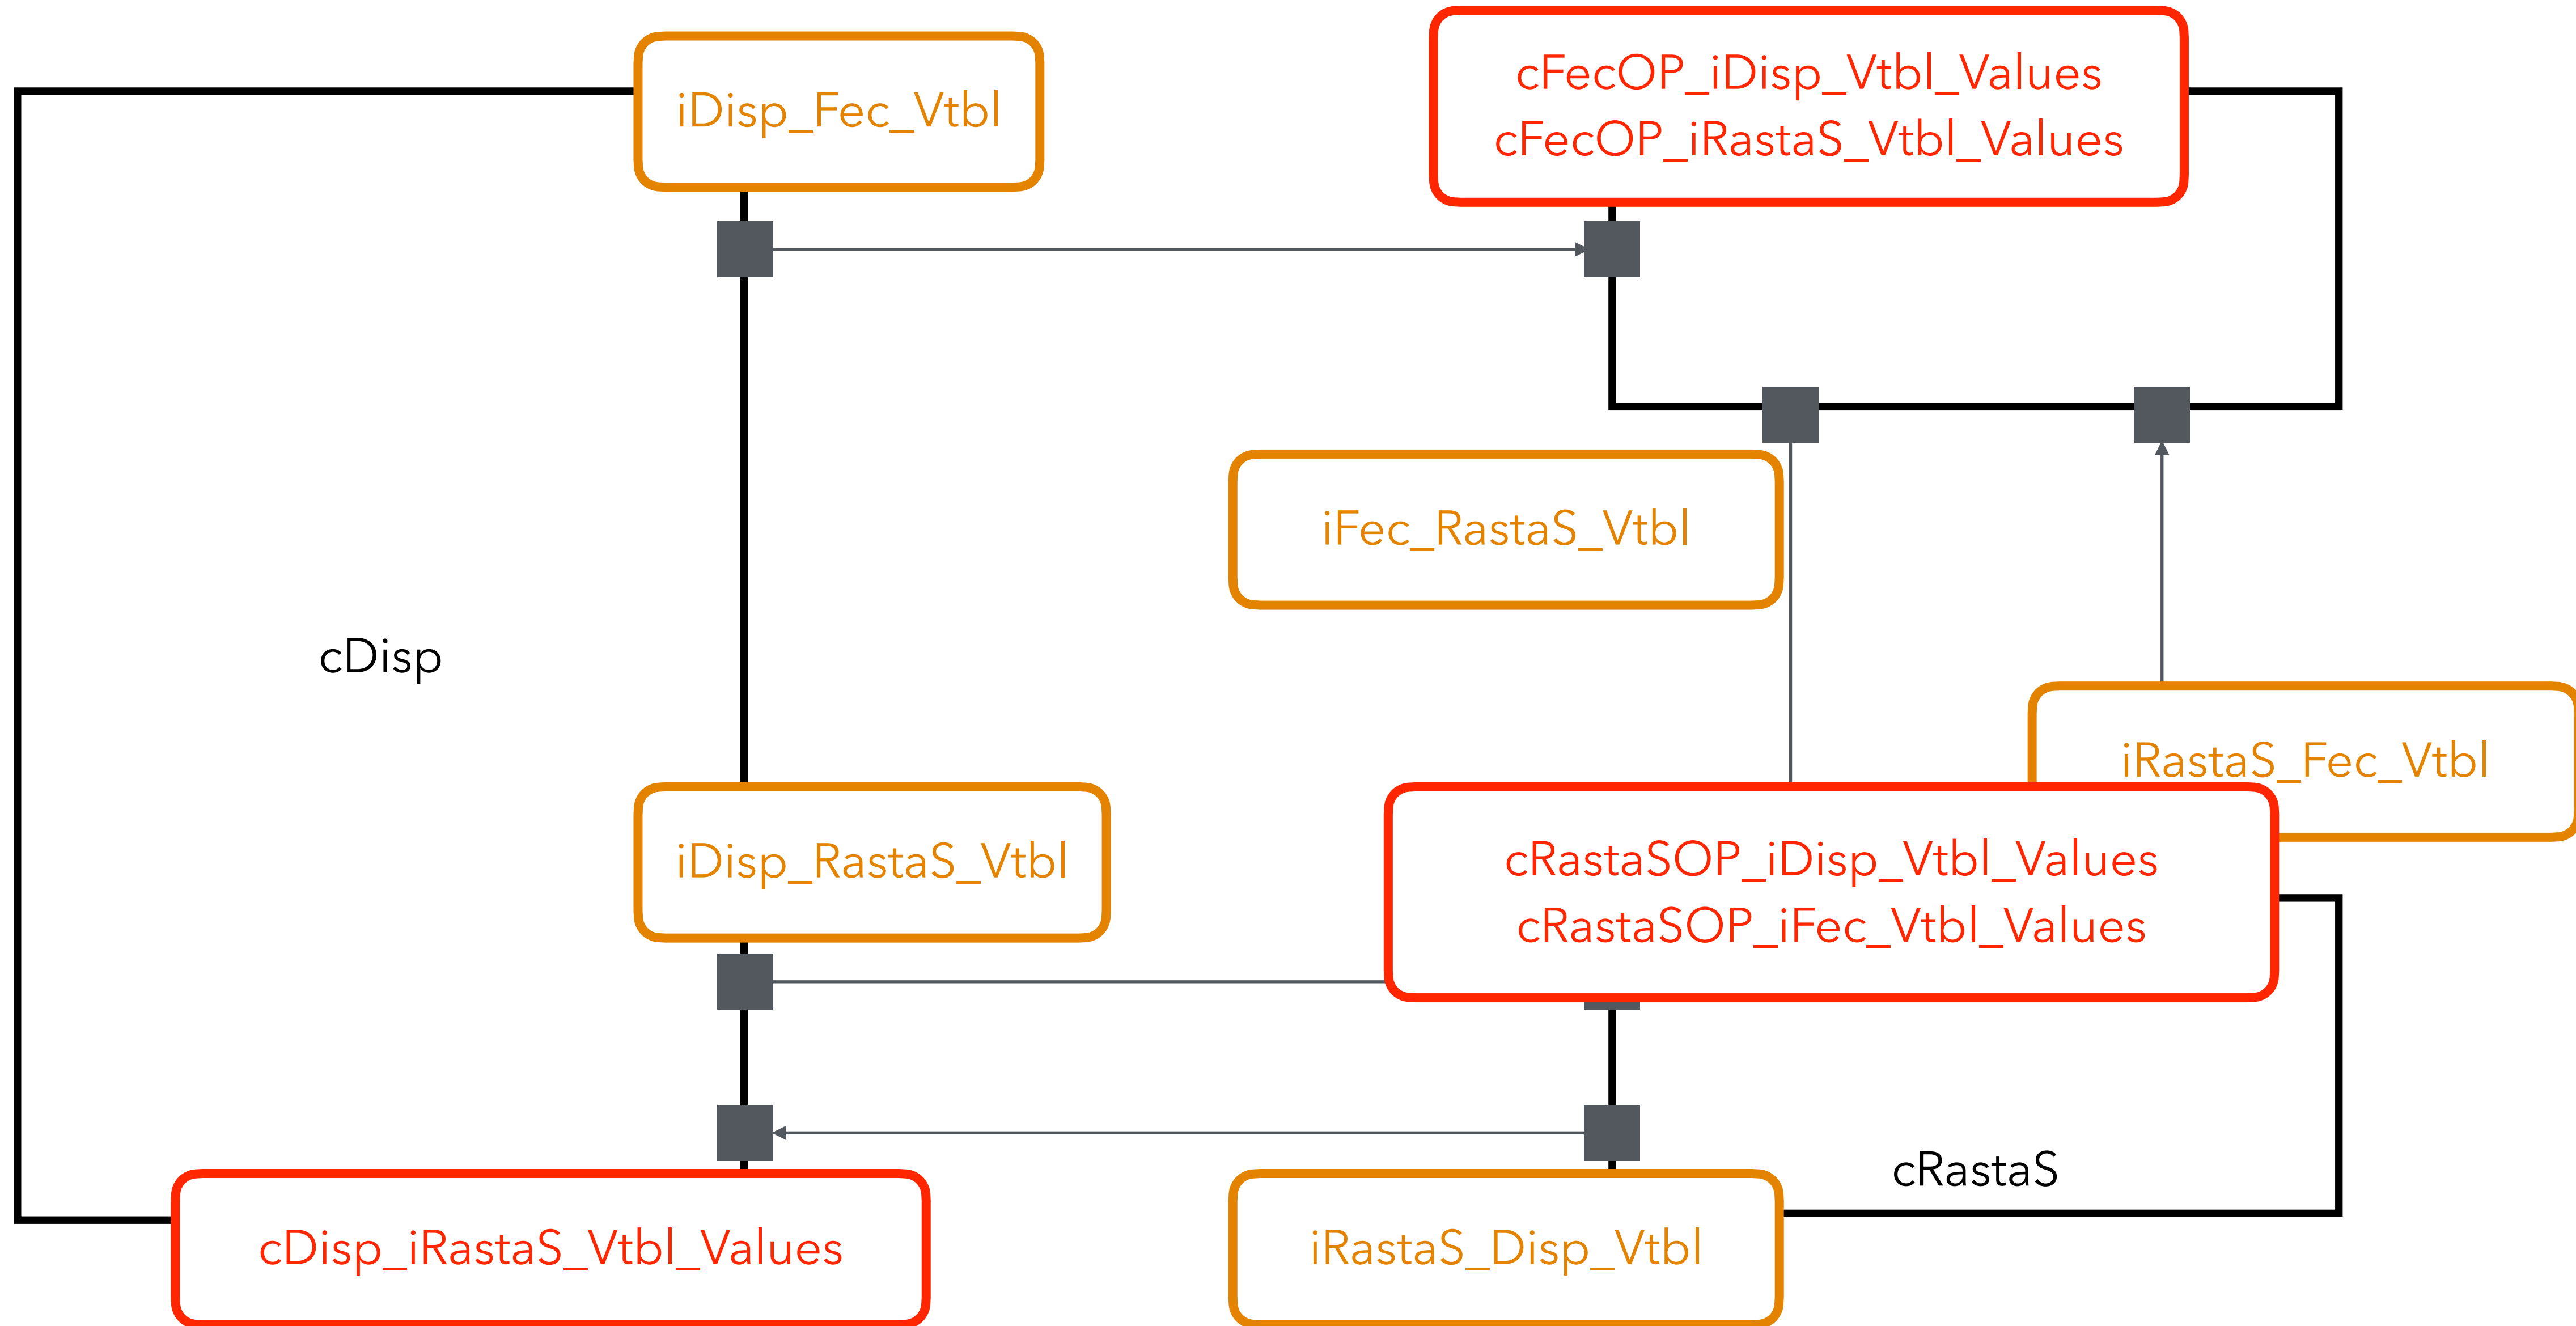 iDisp_Fec_Vtbl
cFecOP_iDisp_Vtbl_Values
cFecOP_iRastaS_Vtbl_Values
iFec_RastaS_Vtbl
cDisp
iRastaS_Fec_Vtbl
iDisp_RastaS_Vtbl
cRastaSOP_iDisp_Vtbl_Values
cRastaSOP_iFec_Vtbl_Values
cRastaS
cDisp_iRastaS_Vtbl_Values
iRastaS_Disp_Vtbl